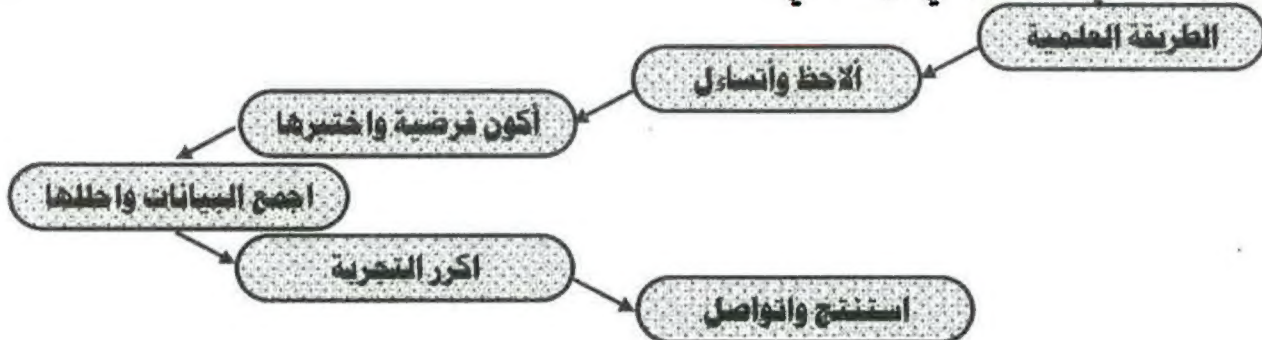 الطريقة العلمية
ألاحظ وأتساءل
أكون فرضية واختبرها
اجمع البيانات واحللها
اكرر التجربة
استنتج واتواصل